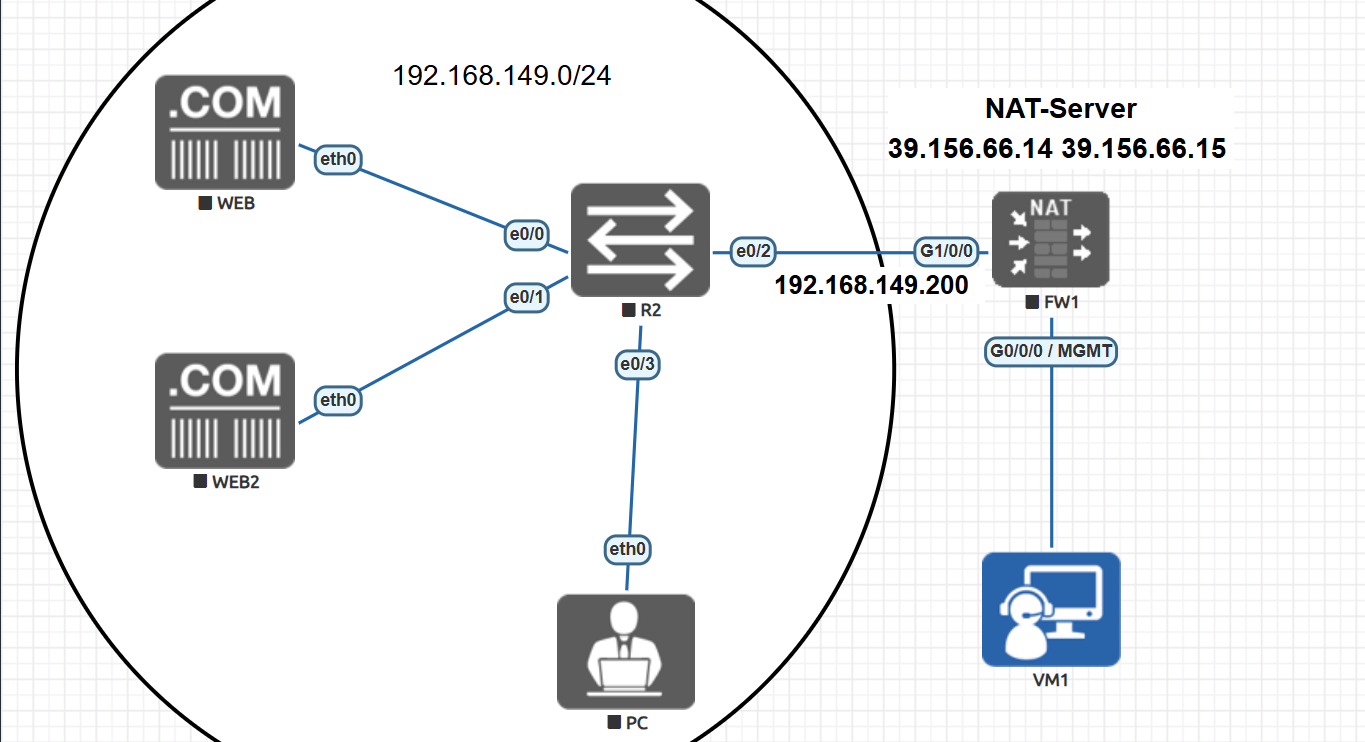 192.168.149.0/24
NAT-Server
39.156.66.14 39.156.66.15
.COM
eth0
WEB
e0/0
e0/2
G1/0/0
NAT
192.168.149.200
e0/1
R2
FW1
.COM
eth0
WEB2
e0/3
G0/0/0 / MGMT
eth0
PC
VM1